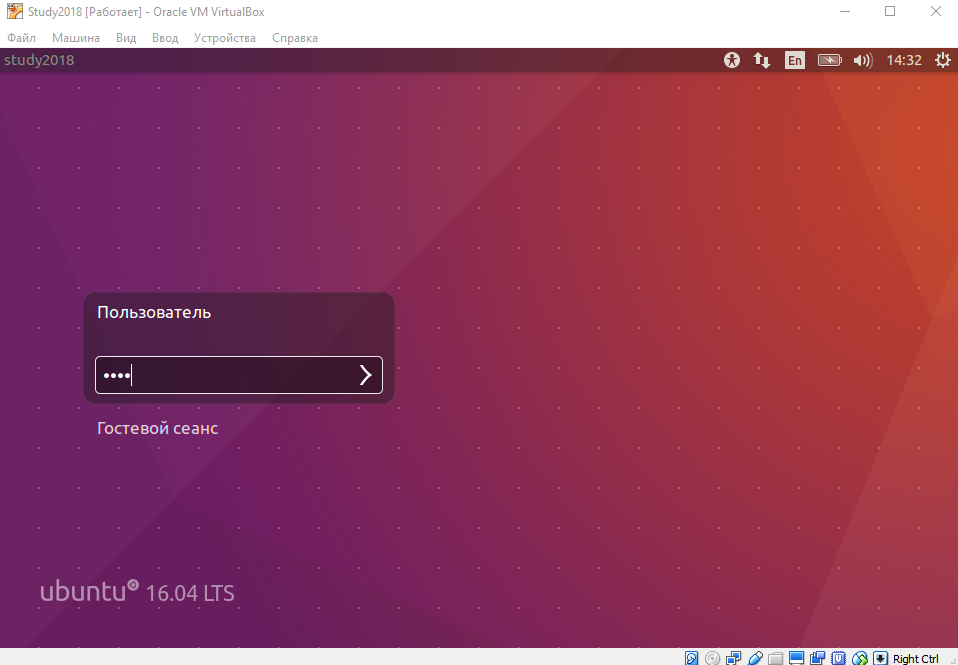 Study2018 [Работает] - Oracle VM VirtualBox
Файл Машина Вид Ввод Устройства Справка
study2018 En 14:32
Пользователь
••••
Гостевой сеанс
ubuntu® 16.04 LTS
Right Ctrl